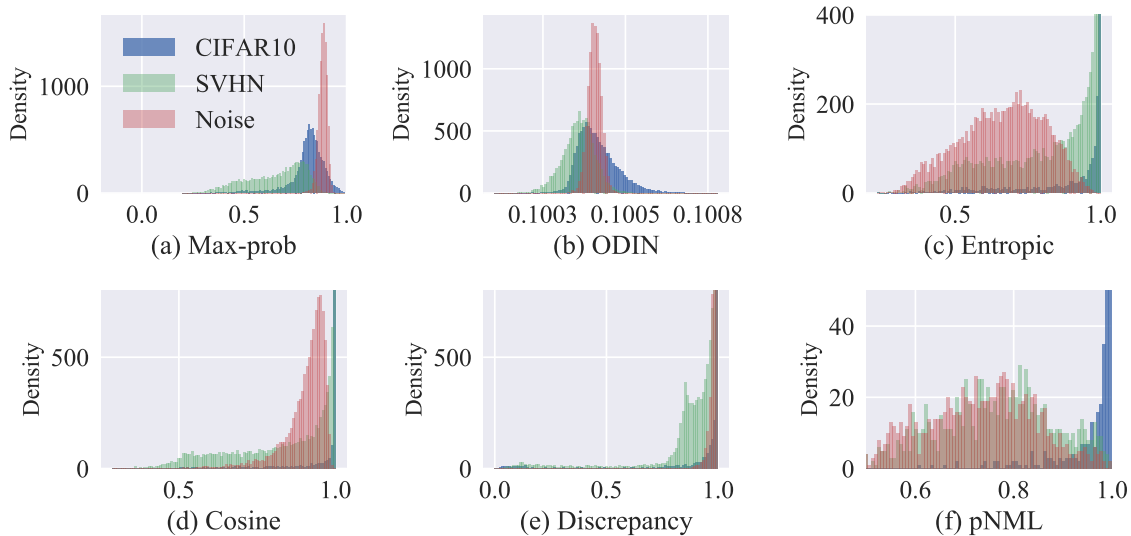 Density
1000
0
CIFAR10
SVHN
Noise
0.0 0.5 1.0
(a) Max-prob
Density
1000
500
0
0.1003 0.1005 0.1008
(b) ODIN
Density
400
200
0
0.5 1.0
(c) Entropic
Density
500
0
0.5 1.0
(d) Cosine
Density
500
0
0.0 0.5 1.0
(e) Discrepancy
Density
40
20
0
0.6 0.8 1.0
(f) pNML